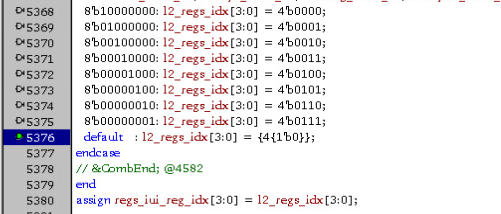 5368 8'b10000000: l2_regs_idx[3:0] = 4'b0000;
5369 8'b01000000: l2_regs_idx[3:0] = 4'b0001;
5370 8'b00100000: l2_regs_idx[3:0] = 4'b0010;
5371 8'b00010000: l2_regs_idx[3:0] = 4'b0011;
5372 8'b00001000: l2_regs_idx[3:0] = 4'b0100;
5373 8'b00000100: l2_regs_idx[3:0] = 4'b0101;
5374 8'b00000010: l2_regs_idx[3:0] = 4'b0110;
5375 8'b00000001: l2_regs_idx[3:0] = 4'b0111;
5376 default : l2_regs_idx[3:0] = {4{1'b0}};
5377 endcase
5378 // &CombEnd; @4582
5379 end
5380 assign regs_iui_reg_idx[3:0] = l2_regs_idx[3:0];